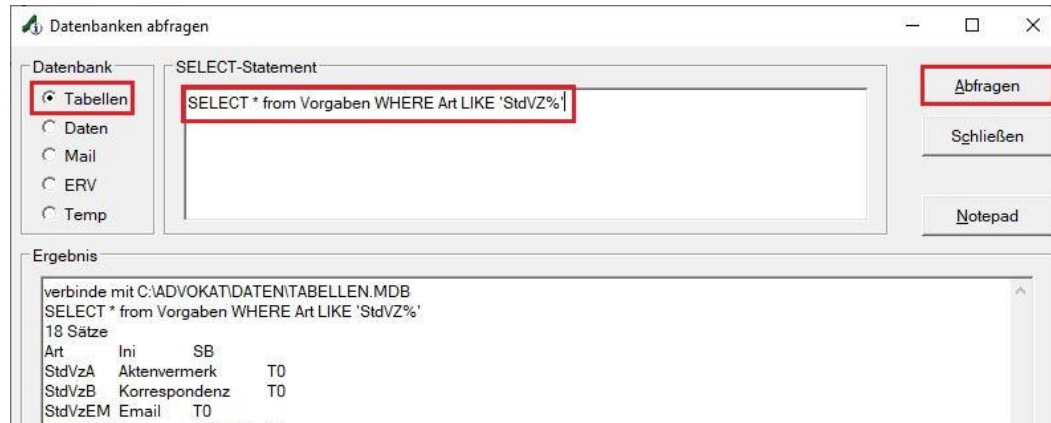 Datenbanken abfragen
Datenbank
Tabellen
Daten
Mail
ERV
Temp
SELECT-Statement
SELECT * from Vorgaben WHERE Art LIKE 'StdVZ%'
Abfragen
Schließen
Notepad
Ergebnis
verbinde mit C:\ADVOKAT\DATEN\TABELLEN.MDB
SELECT * from Vorgaben WHERE Art LIKE 'StdVZ%'
18 Sätze
Art Ini SB
StdVzA Aktenvermerk T0
StdVzB Korrespondenz T0
StdVzEM Email T0